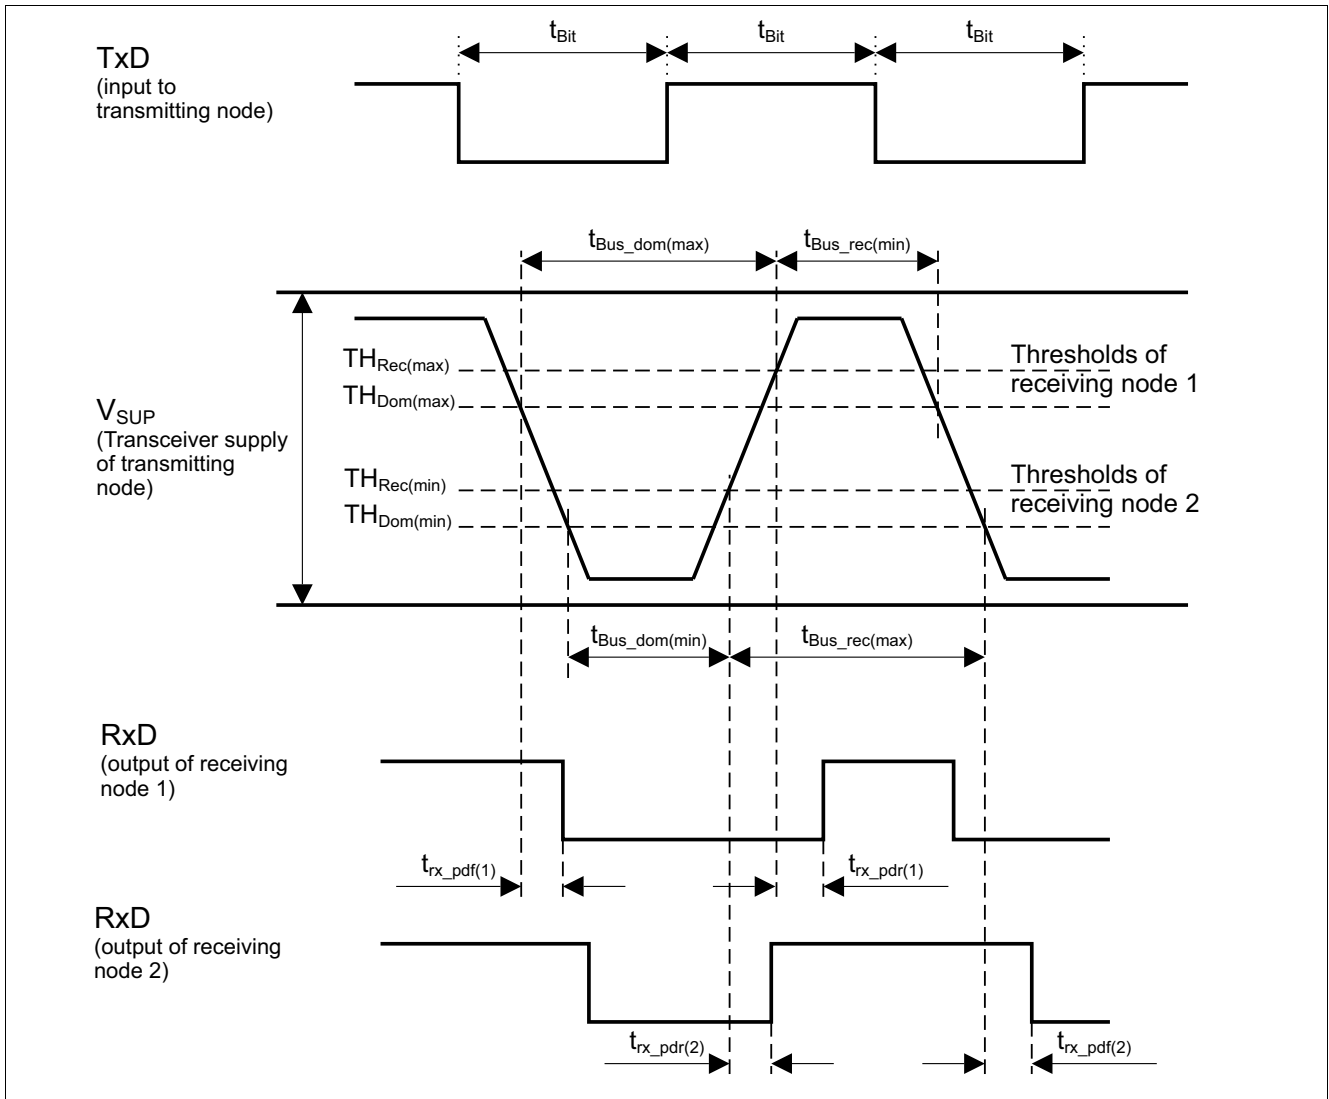 TxD
(input to
transmitting node)
tBit
tBit
tBit
tBus_dom(max)
tBus_rec(min)
VSUP
(Transceiver supply
of transmitting
node)
THRec(max)
THDom(max)
THRec(min)
THDom(min)
Thresholds of
receiving node 1
Thresholds of
receiving node 2
tBus_dom(min)
tBus_rec(max)
RxD
(output of receiving
node 1)
trx_pdf(1)
trx_pdr(1)
RxD
(output of receiving
node 2)
trx_pdr(2)
trx_pdf(2)